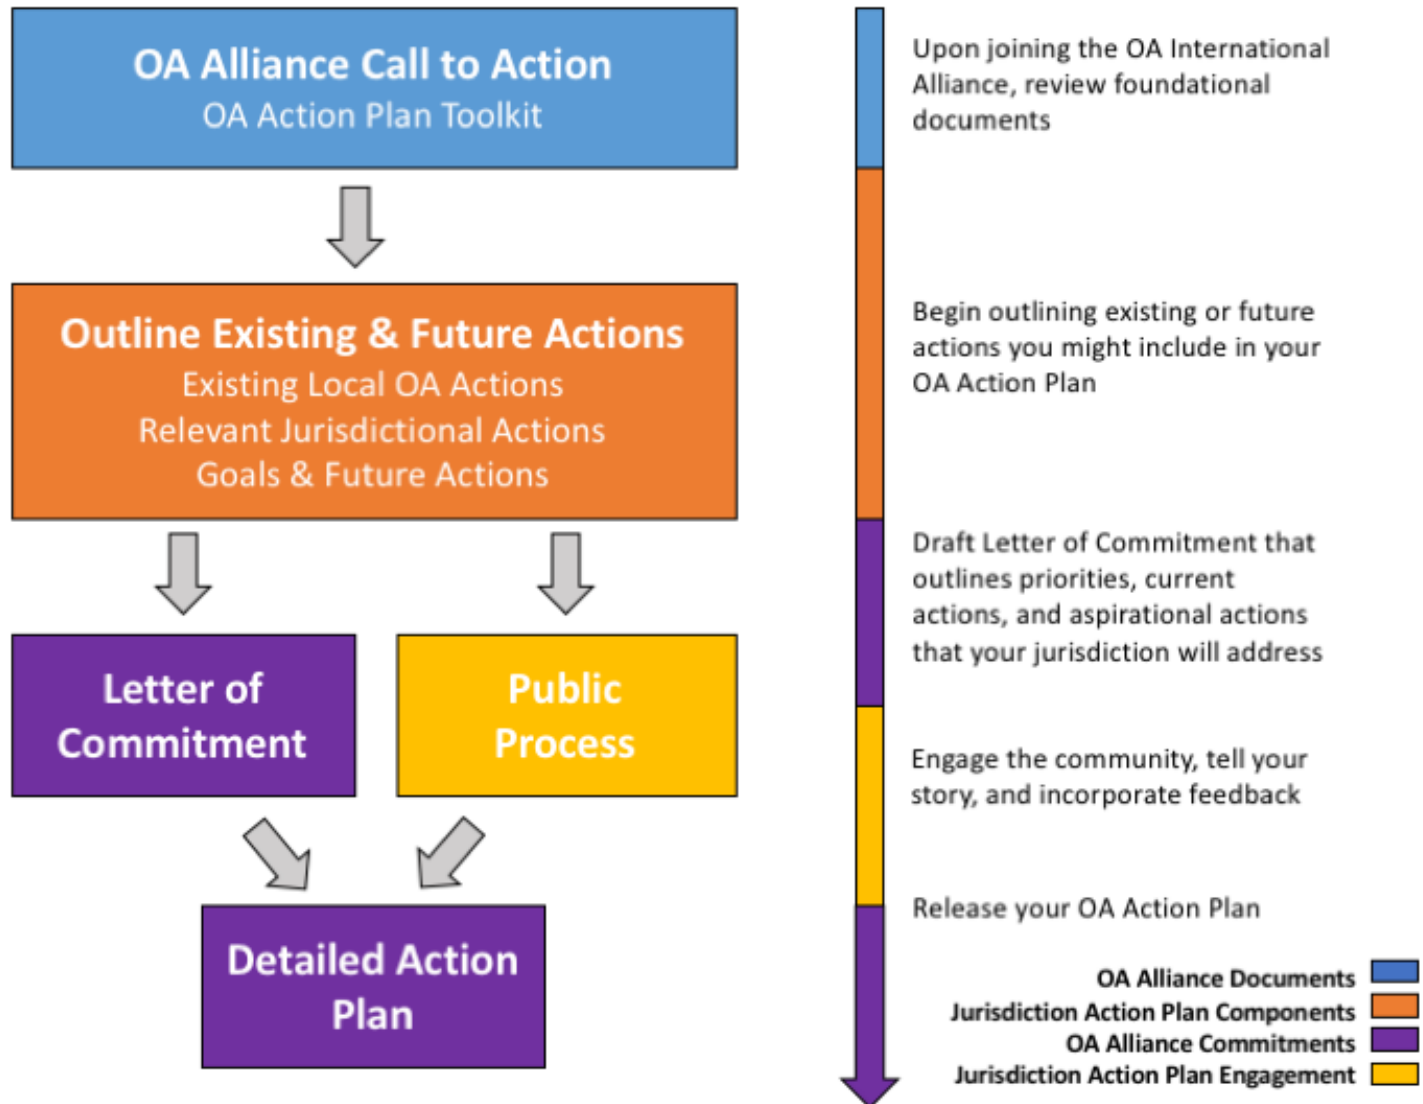 OA Alliance Call to Action
OA Action Plan Toolkit
Outline Existing & Future Actions
Existing Local OA Actions
Relevant Jurisdictional Actions
Goals & Future Actions
Letter of
Commitment
Public
Process
Detailed Action
Plan
Upon joining the OA International
Alliance, review foundational
documents
Begin outlining existing or future
actions you might include in your
OA Action Plan
Draft Letter of Commitment that
outlines priorities, current
actions, and aspirational actions
that your jurisdiction will address
Engage the community, tell your
story, and incorporate feedback
Release your OA Action Plan
OA Alliance Documents
Jurisdiction Action Plan Components
OA Alliance Commitments
Jurisdiction Action Plan Engagement